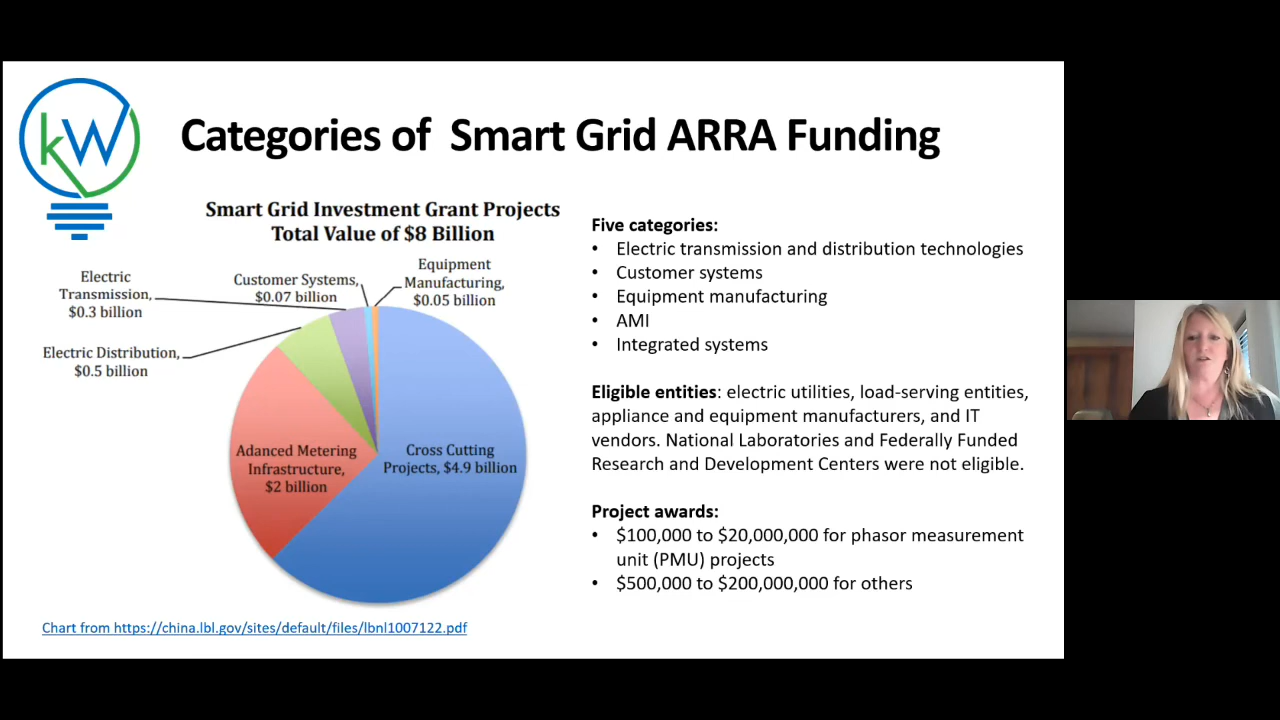 kW
Categories of Smart Grid ARRA Funding
Smart Grid Investment Grant Projects
Total Value of $8 Billion
Electric
Transmission,
$0.3 billion
Customer Systems,
$0.07 billion
Equipment
Manufacturing,
$0.05 billion
Electric Distribution,
$0.5 billion
Adanced Metering
Infrastructure,
$2 billion
Cross Cutting
Projects, $4.9 billion
Chart from https://china.lbl.gov/sites/default/files/lbnl1007122.pdf
Five categories:
• Electric transmission and distribution technologies
• Customer systems
• Equipment manufacturing
• AMI
• Integrated systems
Eligible entities: electric utilities, load-serving entities,
appliance and equipment manufacturers, and IT
vendors. National Laboratories and Federally Funded
Research and Development Centers were not eligible.
Project awards:
• $100,000 to $20,000,000 for phasor measurement
unit (PMU) projects
• $500,000 to $200,000,000 for others